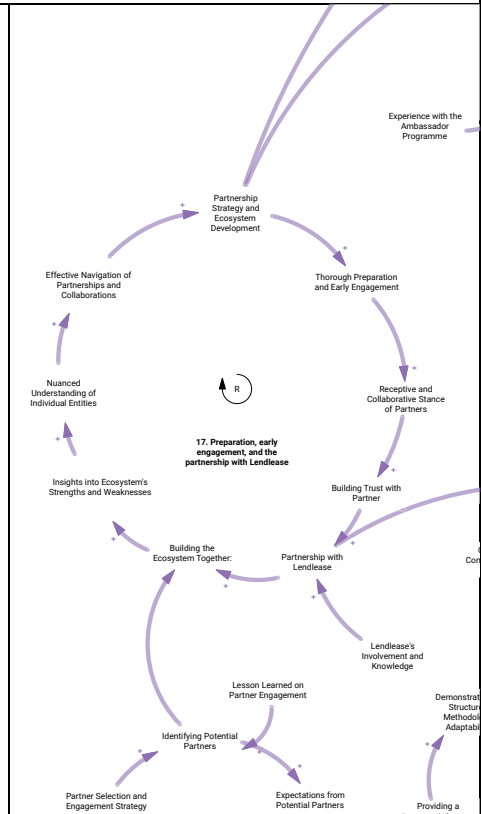 Experience with the
Ambassador
Programme
Partnership
Strategy and
Ecosystem
Development
Effective Navigation of
Partnerships and
Collaborations
Thorough Preparation
and Early Engagement
Nuanced
Understanding of
Individual Entities
R
Receptive and
Collaborative Stance
of Partners
17. Preparation, early
engagement, and the
partnership with Lendlease
Insights into Ecosystem's
Strengths and Weaknesses
Building Trust with
Partner
Building the
Ecosystem Together:
Partnership with
Lendlease
Lendlease's
Involvement and
Knowledge
Lesson Learned on
Partner Engagement
Identifying Potential
Partners
Partner Selection and
Engagement Strategy
Expectations from
Potential Partners
Providing a